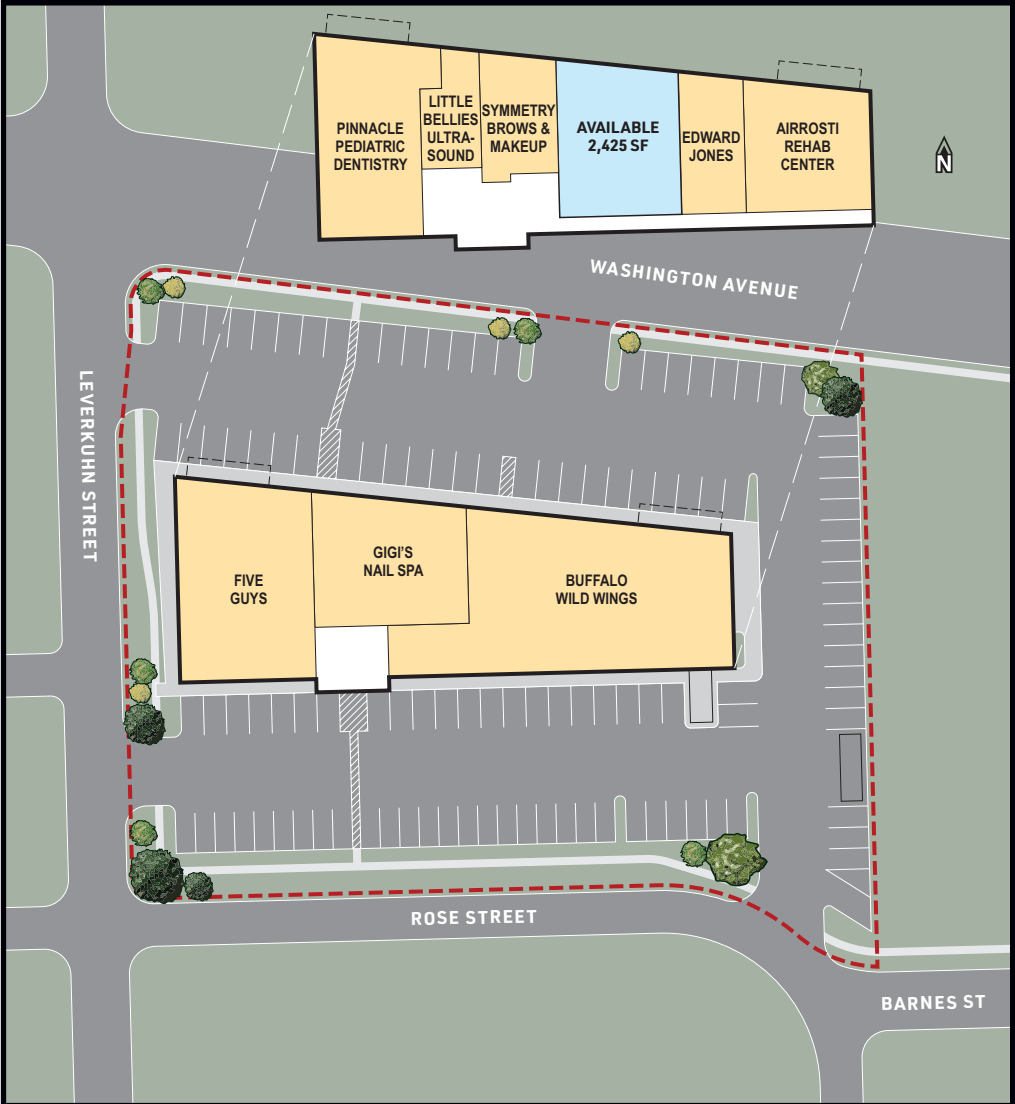 PINNACLE
PEDIATRIC
DENTISTRY
LITTLE
BELLIES
ULTRA-
SOUND
SYMMETRY
BROWS &
MAKEUP
AVAILABLE
2,425 SF
EDWARD
JONES
AIRROSTI
REHAB
CENTER
N
WASHINGTON AVENUE
LEVERKUHN STREET
FIVE
GUYS
GIGI'S
NAIL SPA
BUFFALO
WILD WINGS
ROSE STREET
BARNES ST